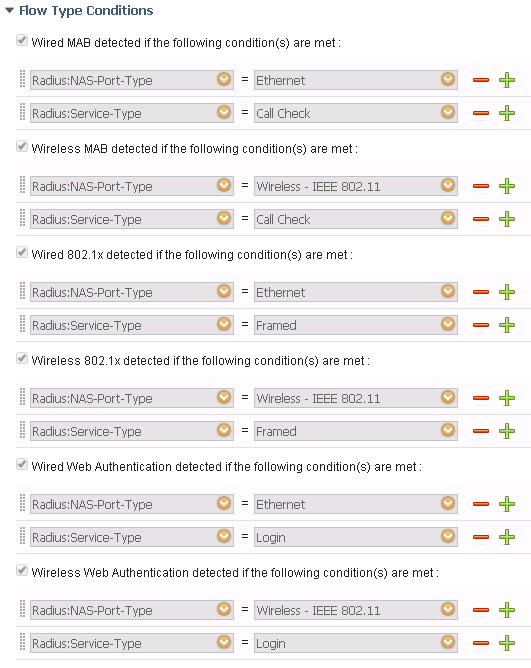 Flow Type Conditions
Wired MAB detected if the following condition(s) are met :
Radius:NAS-Port-Type = Ethernet
Radius:Service-Type = Call Check
Wireless MAB detected if the following condition(s) are met :
Radius:NAS-Port-Type = Wireless - IEEE 802.11
Radius:Service-Type = Call Check
Wired 802.1x detected if the following condition(s) are met :
Radius:NAS-Port-Type = Ethernet
Radius:Service-Type = Framed
Wireless 802.1x detected if the following condition(s) are met :
Radius:NAS-Port-Type = Wireless - IEEE 802.11
Radius:Service-Type = Framed
Wired Web Authentication detected if the following condition(s) are met :
Radius:NAS-Port-Type = Ethernet
Radius:Service-Type = Login
Wireless Web Authentication detected if the following condition(s) are met :
Radius:NAS-Port-Type = Wireless - IEEE 802.11
Radius:Service-Type = Login